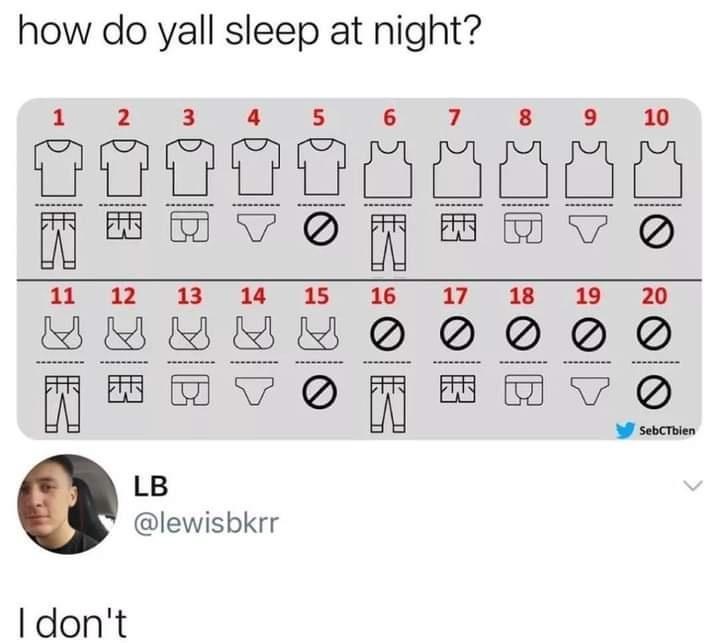 how do yall sleep at night?
1 2 3 4 5 6 7 8 9 10
11 12 13 14 15 16 17 18 19 20
SebCTbien
LB
@lewisbkrr
I don't